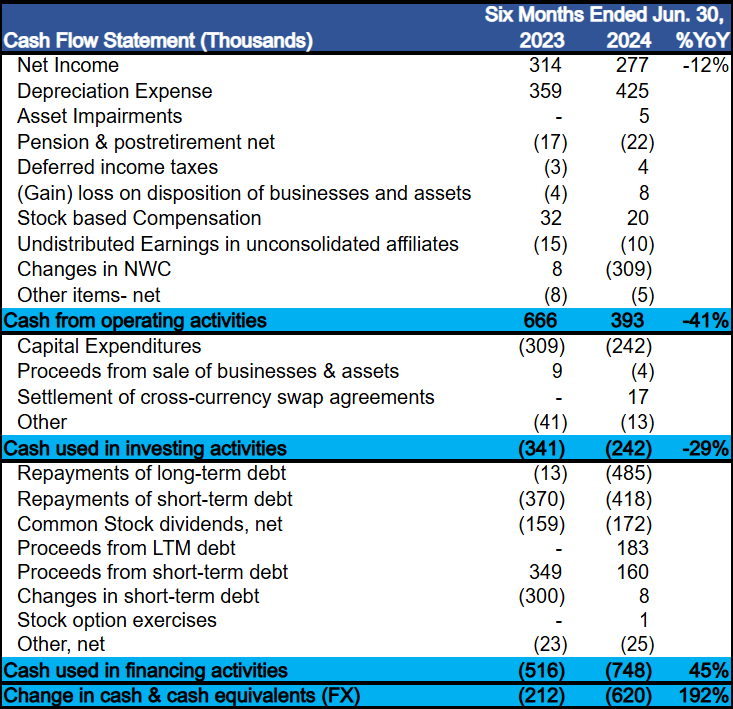 Six Months Ended Jun. 30,
Cash Flow Statement (Thousands) 2023 2024 %YoY
Net Income 314 277 -12%
Depreciation Expense 359 425
Asset Impairments - 5
Pension & postretirement net (17) (22)
Deferred income taxes (3) 4
(Gain) loss on disposition of businesses and assets (4) 8
Stock based Compensation 32 20
Undistributed Earnings in unconsolidated affiliates (15) (10)
Changes in NWC 8 (309)
Other items- net (8) (5)
Cash from operating activities 666 393 -41%
Capital Expenditures (309) (242)
Proceeds from sale of businesses & assets 9 (4)
Settlement of cross-currency swap agreements - 17
Other (41) (13)
Cash used in investing activities (341) (242) -29%
Repayments of long-term debt (13) (485)
Repayments of short-term debt (370) (418)
Common Stock dividends, net (159) (172)
Proceeds from LTM debt - 183
Proceeds from short-term debt 349 160
Changes in short-term debt (300) 8
Stock option exercises - 1
Other, net (23) (25)
Cash used in financing activities (516) (748) 45%
Change in cash & cash equivalents (FX) (212) (620) 192%